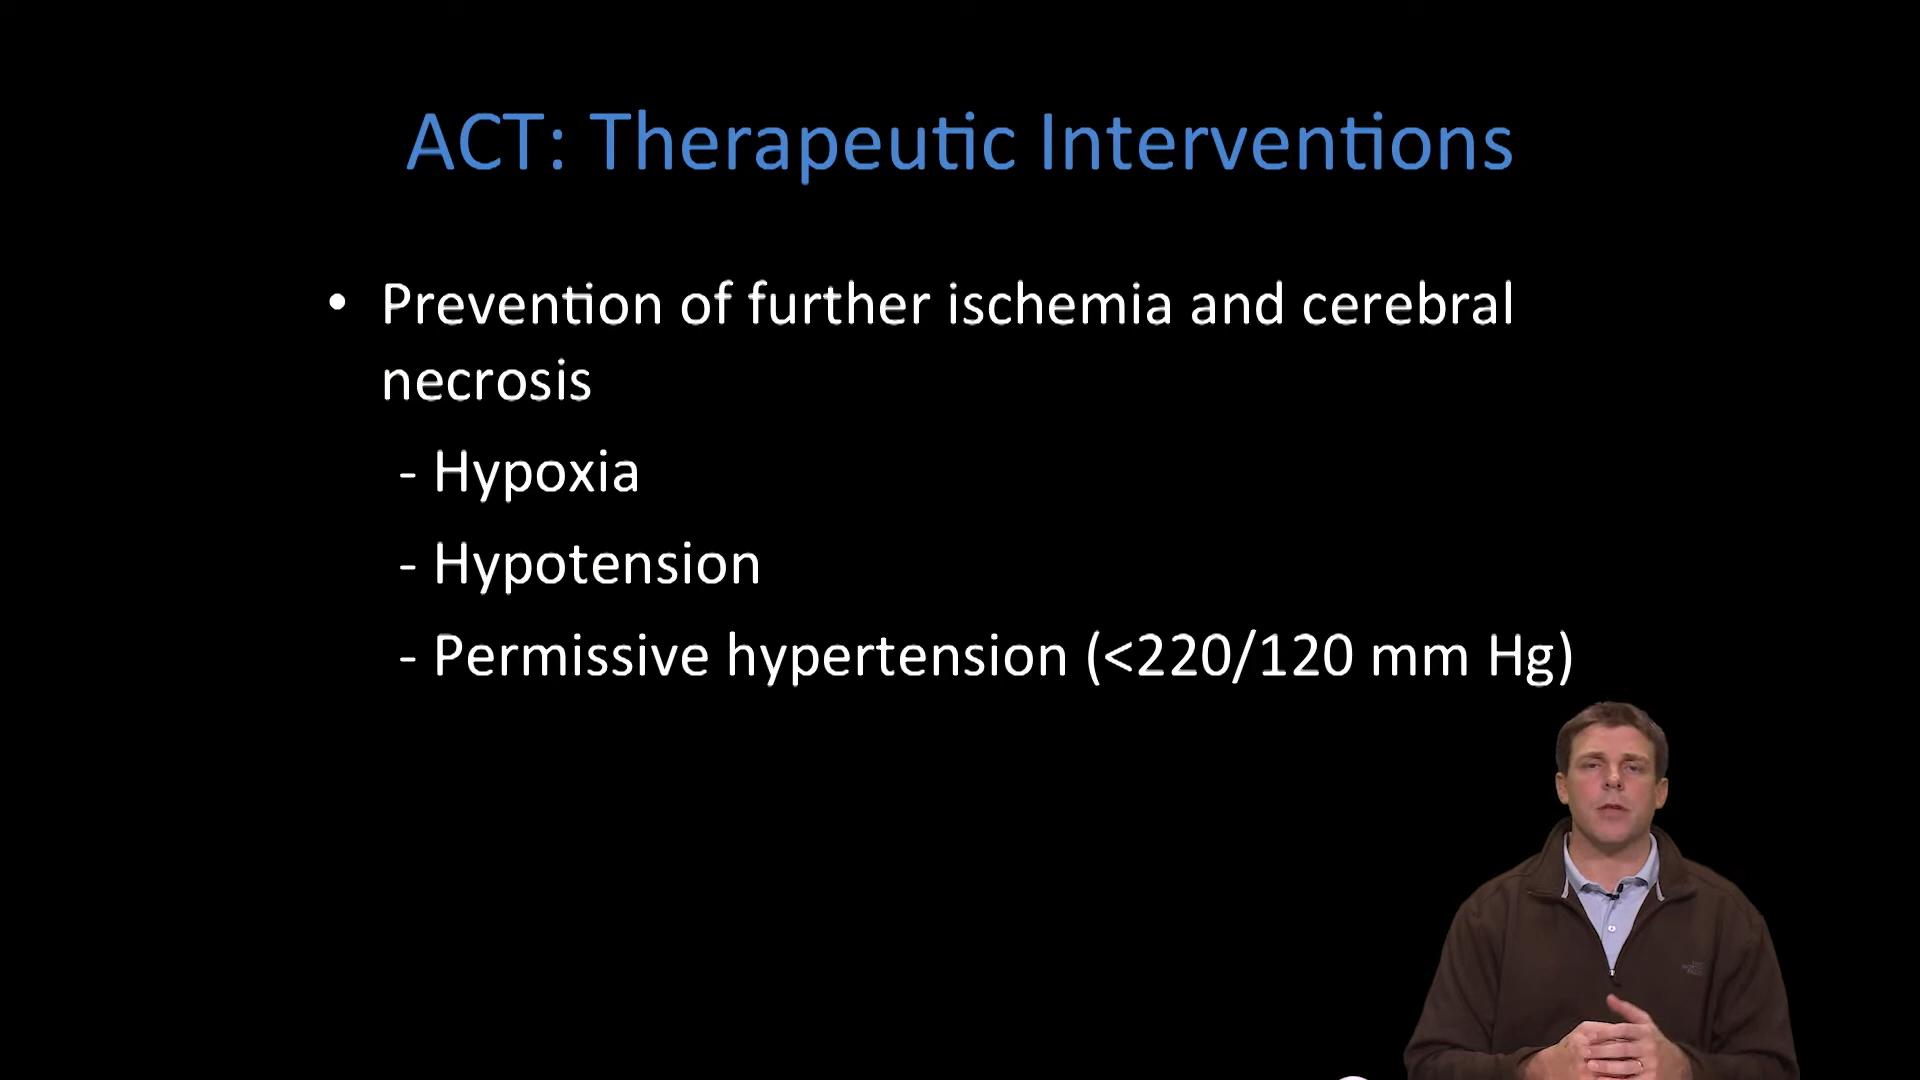 ACT: Therapeutic Interventions
• Prevention of further ischemia and cerebral
necrosis
- Hypoxia
- Hypotension
- Permissive hypertension (<220/120 mm Hg)